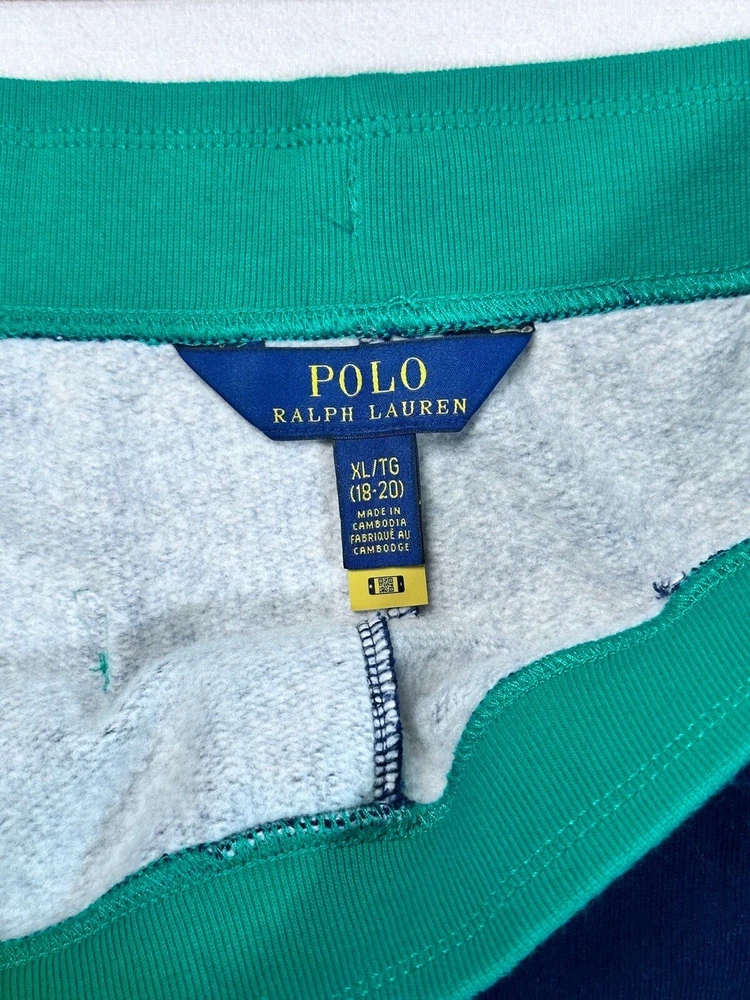 POLO
RALPH LAUREN
XL/TG
(18-20)
MADE IN
CAMBODIA
FABRIQUÉ AU
CAMBODGE